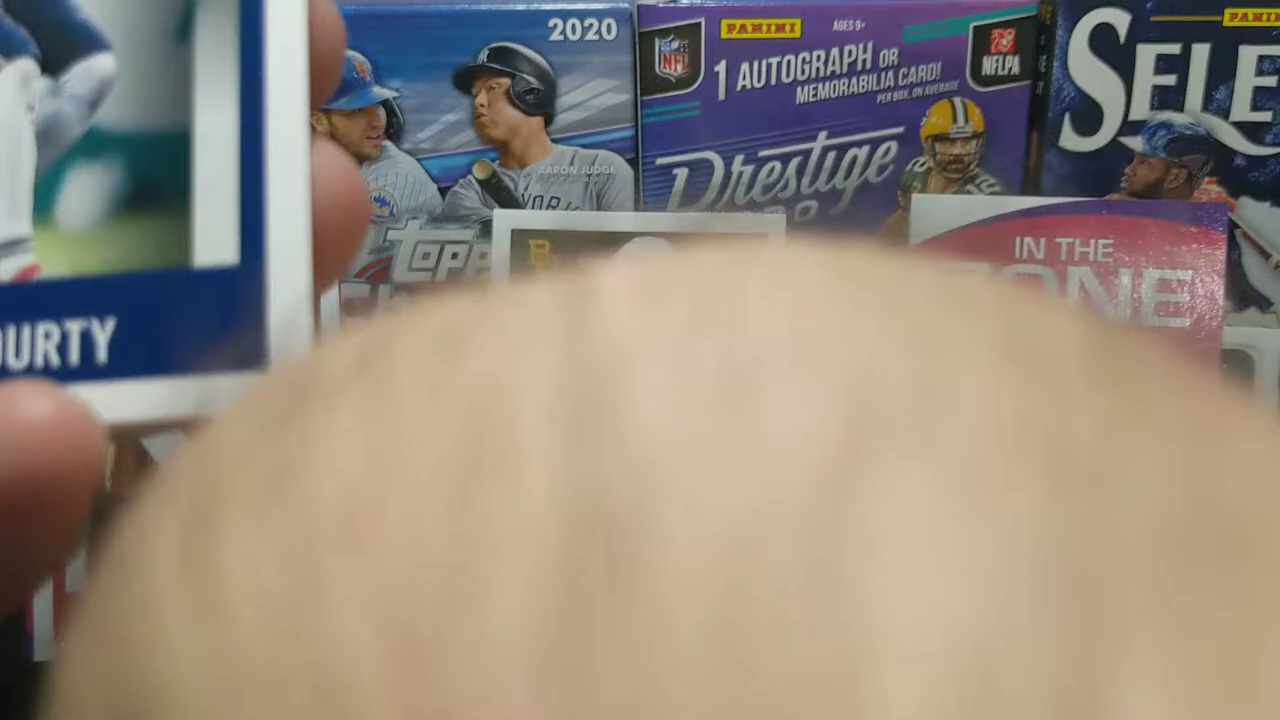 2020
AARON JUDGE
YORK
TOPPS
NFL
PANINI
AGES 9+
1 AUTOGRAPH OR
MEMORABILIA CARD!
PER BOX, ON AVERAGE
NFLPA
Prestige
PANINI
SELE
B
IN THE
ZONE
OURTY